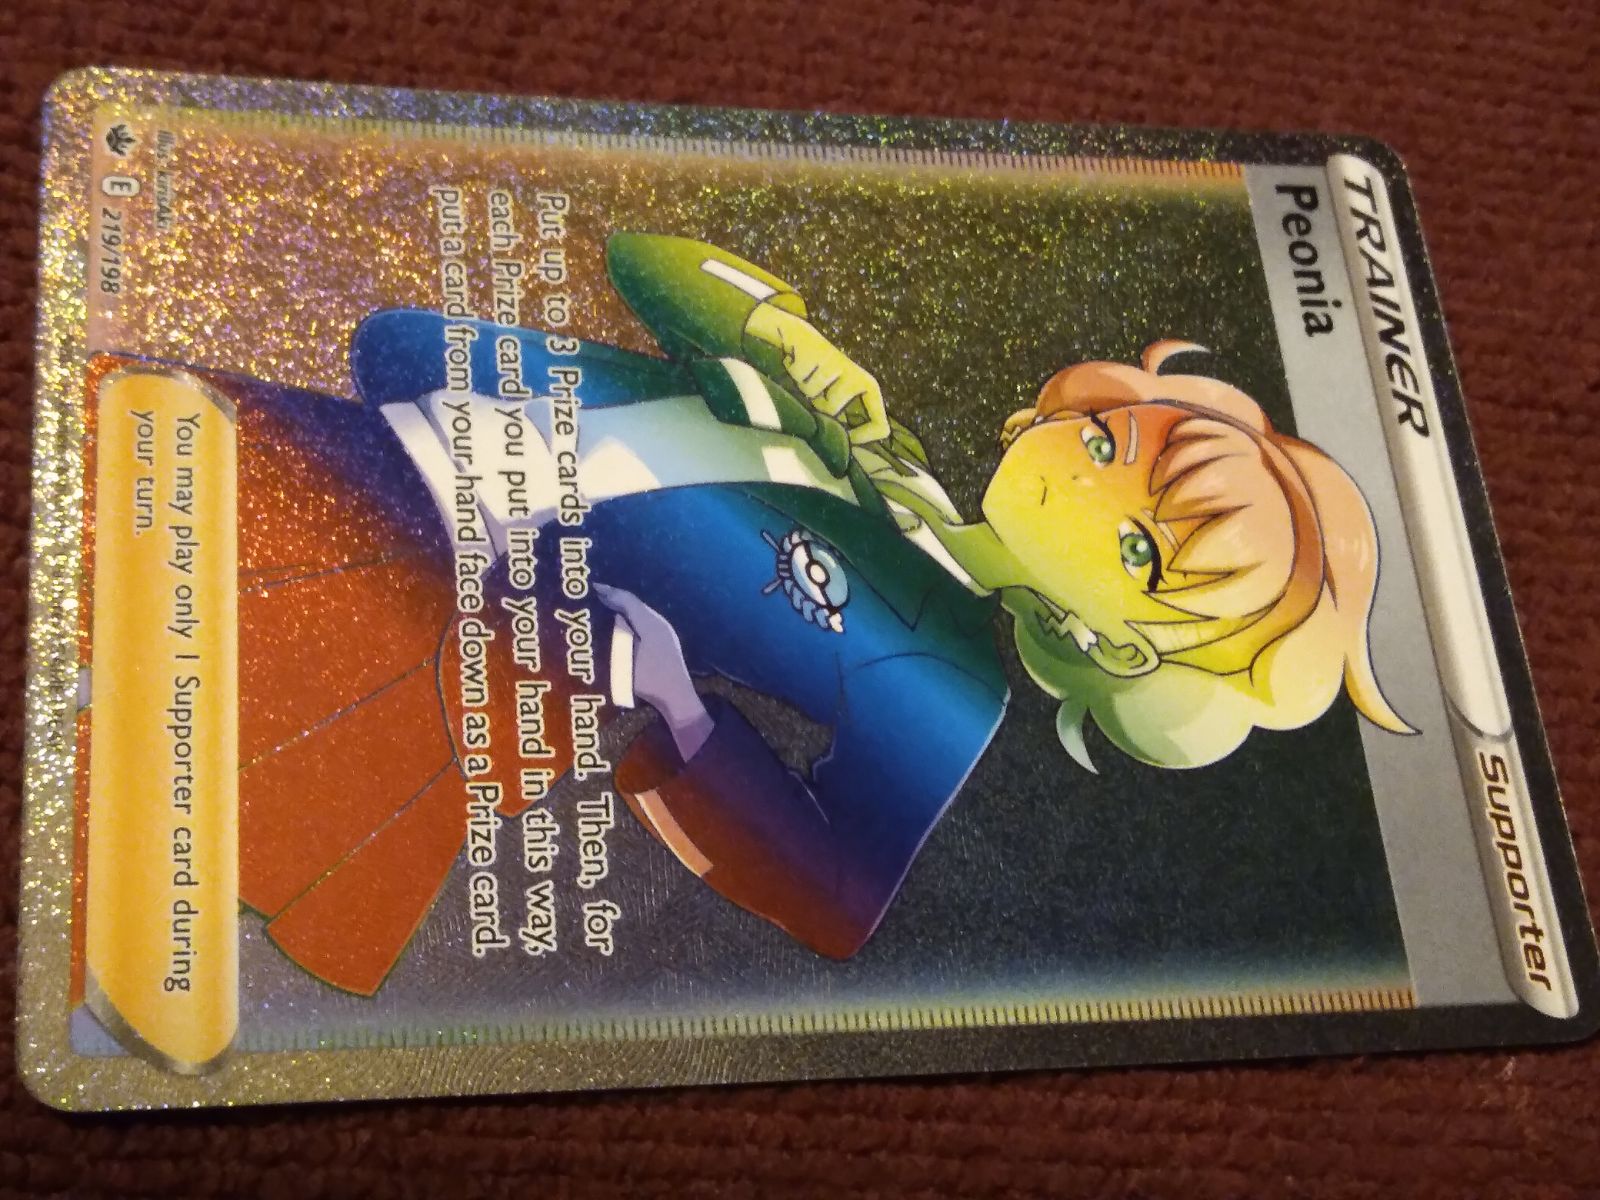 TRAINER Supporter
Peonia
Put up to 3 Prize cards into your hand. Then, for
each Prize card you put into your hand in this way,
put a card from your hand face down as a Prize card.
You may play only 1 Supporter card during
your turn.
Illus. kirisAki
E 219/198